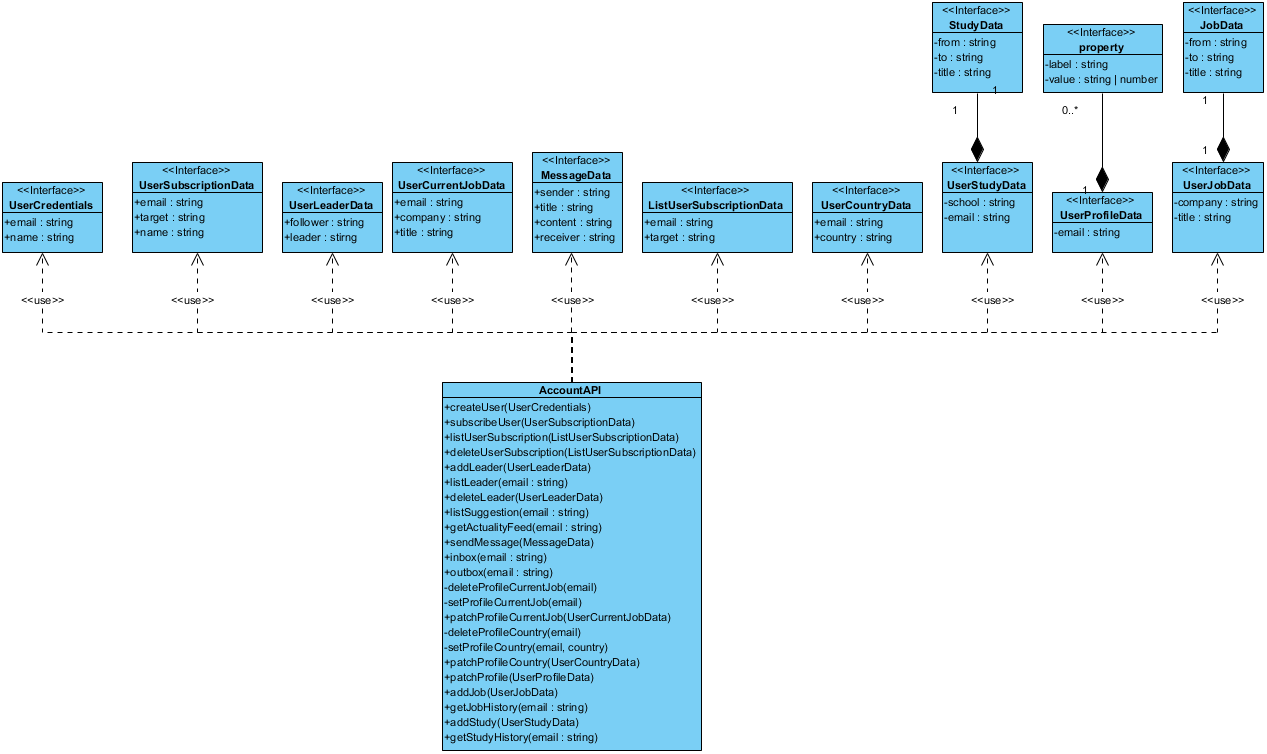 <<Interface>>
StudyData
-from : string
-to : string
-title : string
1
1
<<Interface>>
property
-label : string
-value : string | number
0..*
1
<<Interface>>
JobData
-from : string
-to : string
-title : string
1
1
<<Interface>>
UserCredentials
+email : string
+name : string
<<Interface>>
UserSubscriptionData
+email : string
+target : string
+name : string
<<Interface>>
UserLeaderData
+follower : string
+leader : stirng
<<Interface>>
UserCurrentJobData
+email : string
+company : string
+title : string
<<Interface>>
MessageData
+sender : string
+title : string
+content : string
+receiver : string
<<Interface>>
ListUserSubscriptionData
+email : string
+target : string
<<Interface>>
UserCountryData
+email : string
+country : string
<<Interface>>
UserStudyData
-school : string
-email : string
<<Interface>>
UserProfileData
-email : string
<<Interface>>
UserJobData
-company : string
-title : string
<<use>>
<<use>>
<<use>>
<<use>>
<<use>>
<<use>>
<<use>>
<<use>>
<<use>>
<<use>>
AccountAPI
+createUser(UserCredentials)
+subscribeUser(UserSubscriptionData)
+listUserSubscription(ListUserSubscriptionData)
+deleteUserSubscription(ListUserSubscriptionData)
+addLeader(UserLeaderData)
+listLeader(email : string)
+deleteLeader(UserLeaderData)
+listSuggestion(email : string)
+getActualityFeed(email : string)
+sendMessage(MessageData)
+inbox(email : string)
+outbox(email : string)
-deleteProfileCurrentJob(email)
-setProfileCurrentJob(email)
+patchProfileCurrentJob(UserCurrentJobData)
-deleteProfileCountry(email)
-setProfileCountry(email, country)
+patchProfileCountry(UserCountryData)
+patchProfile(UserProfileData)
+addJob(UserJobData)
+getJobHistory(email : string)
+addStudy(UserStudyData)
+getStudyHistory(email : string)